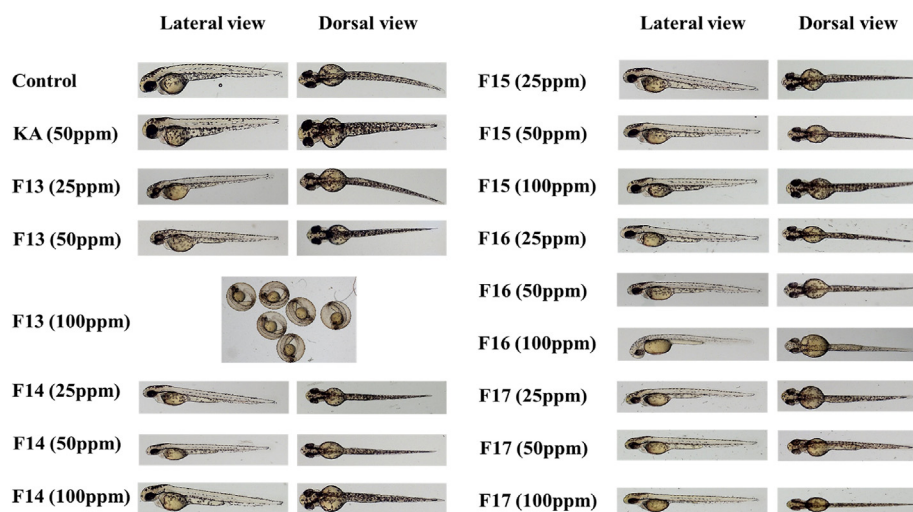 Lateral view Dorsal view
Control
KA (50ppm)
F13 (25ppm)
F13 (50ppm)
F13 (100ppm)
F14 (25ppm)
F14 (50ppm)
F14 (100ppm)
Lateral view Dorsal view
F15 (25ppm)
F15 (50ppm)
F15 (100ppm)
F16 (25ppm)
F16 (50ppm)
F16 (100ppm)
F17 (25ppm)
F17 (50ppm)
F17 (100ppm)